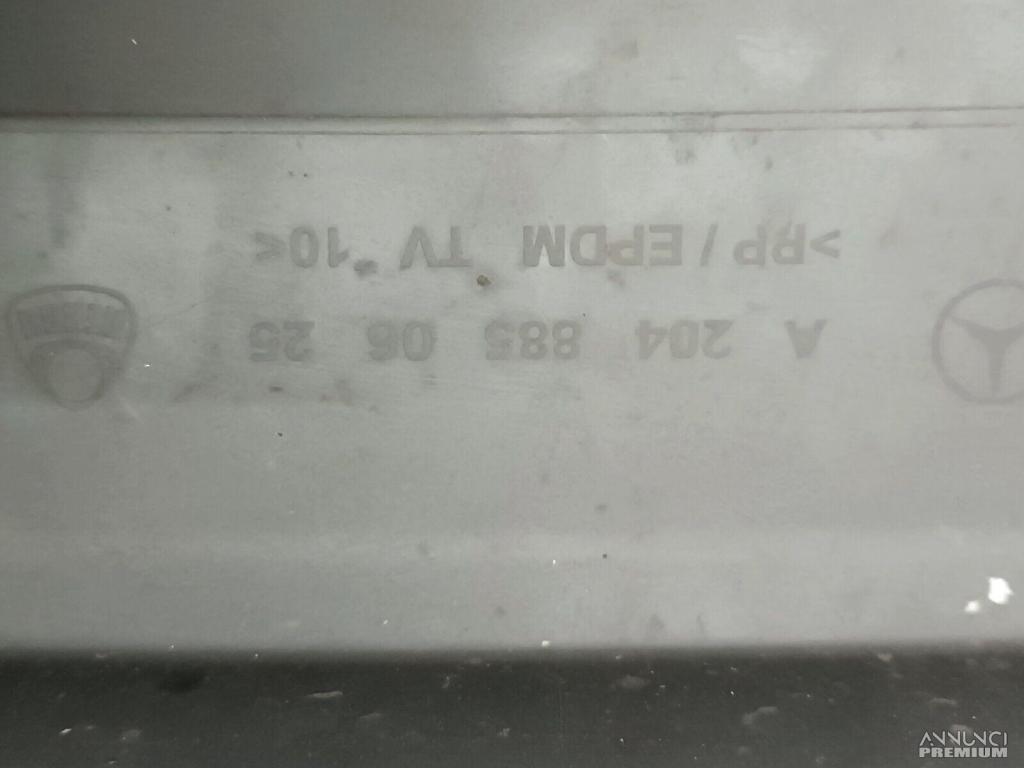 A 204 885 06 25
>PP / EPDM TV 10<
ANNUNCI
PREMIUM